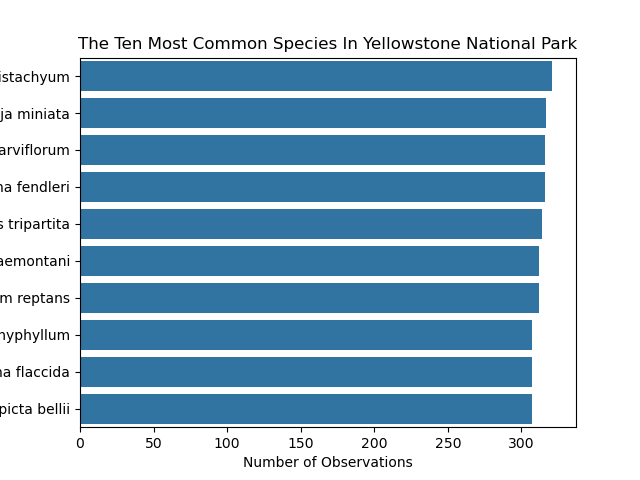 The Ten Most Common Species In Yellowstone National Park
istachyum
ja miniata
arviflorum
na fendleri
s tripartita
aemontani
m reptans
hyphyllum
na flaccida
picta bellii
0 50 100 150 200 250 300
Number of Observations